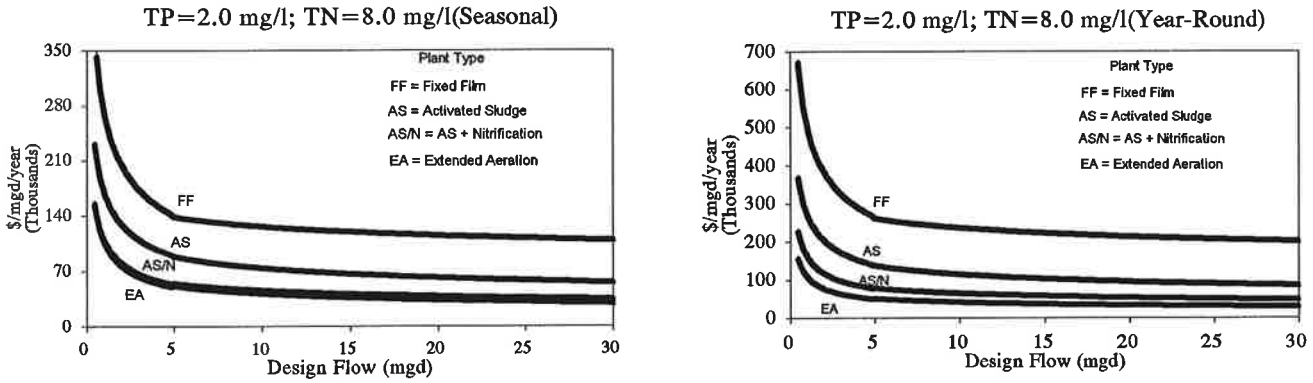 TP=2.0 mg/l; TN=8.0 mg/l(Seasonal)
$/mgd/year
(Thousands)
350
280
210
140
70
0
Plant Type
FF = Fixed Film
AS = Activated Sludge
AS/N = AS + Nitrification
EA = Extended Aeration
FF
AS
AS/N
EA
0 5 10 15 20 25 30
Design Flow (mgd)
TP=2.0 mg/l; TN=8.0 mg/l(Year-Round)
$/mgd/year
(Thousands)
700
600
500
400
300
200
100
0
Plant Type
FF = Fixed Film
AS = Activated Sludge
AS/N = AS + Nitrification
EA = Extended Aeration
FF
AS
AS/N
EA
0 5 10 15 20 25 30
Design Flow (mgd)